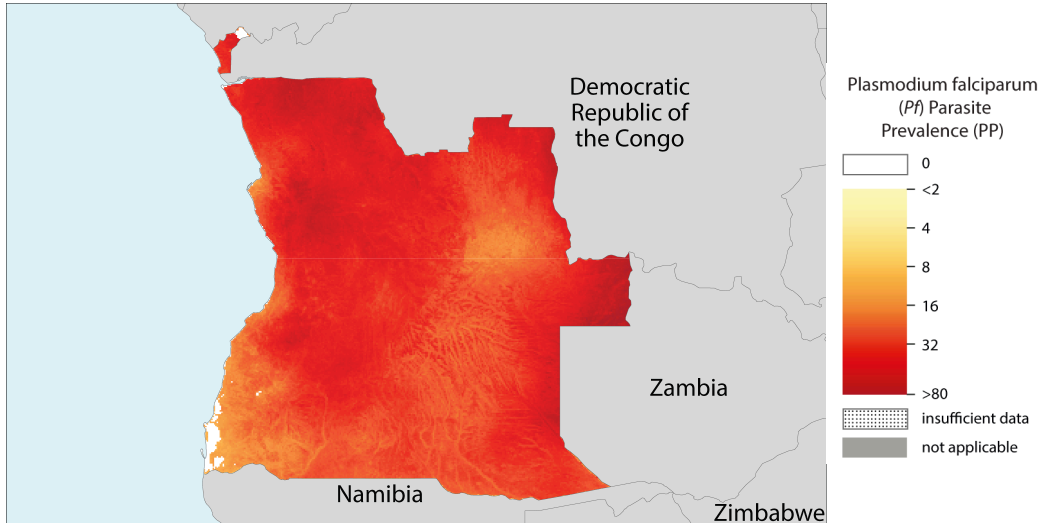 Democratic
Republic of
the Congo
Zambia
Namibia
Zimbabwe
Plasmodium falciparum
(Pf) Parasite
Prevalence (PP)
0
<2
4
8
16
32
>80
insufficient data
not applicable